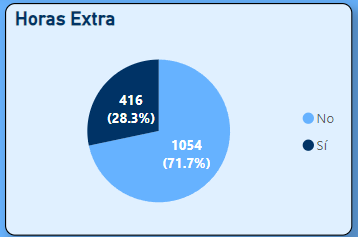 Horas Extra
416
(28.3%)
1054
(71.7%)
No
Sí